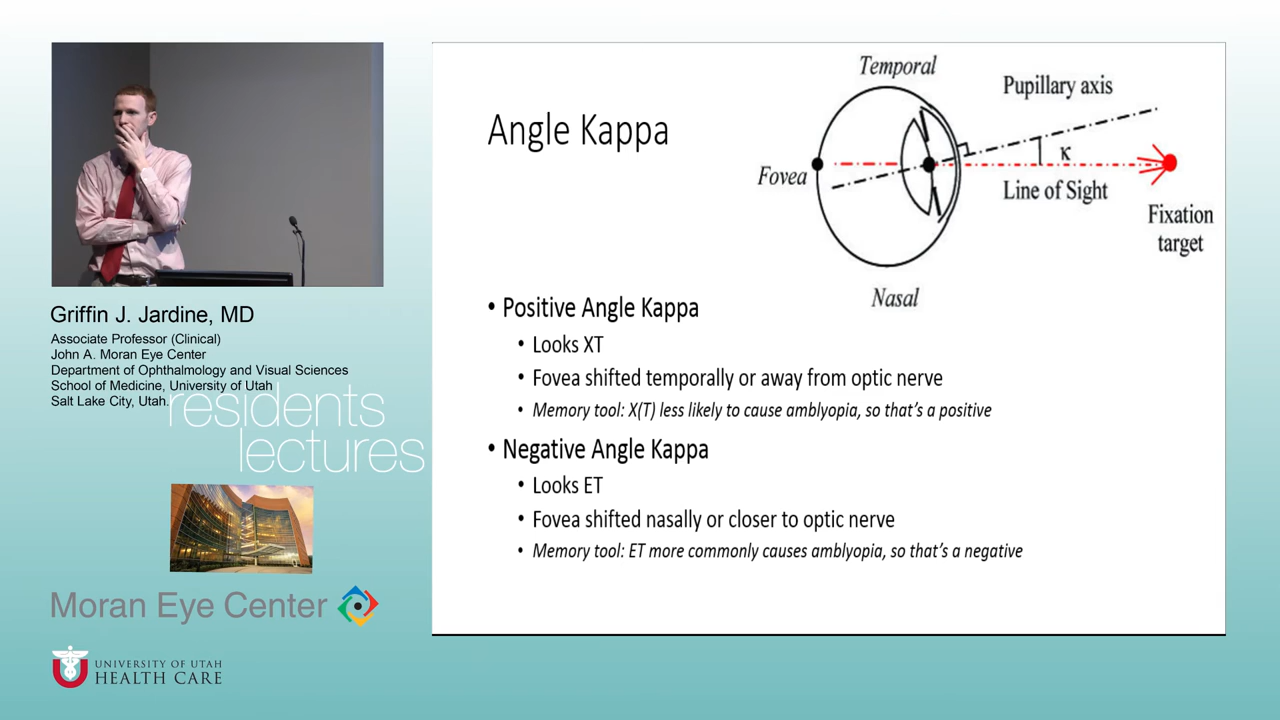 Griffin J. Jardine, MD
Associate Professor (Clinical)
John A. Moran Eye Center
Department of Ophthalmology and Visual Sciences
School of Medicine, University of Utah
Salt Lake City, Utah.
residents
lectures
Moran Eye Center
UNIVERSITY OF UTAH
HEALTH CARE
Angle Kappa
Temporal
Pupillary axis
κ
Fovea
Line of Sight
Fixation
target
Nasal
• Positive Angle Kappa
• Looks XT
• Fovea shifted temporally or away from optic nerve
• Memory tool: X(T) less likely to cause amblyopia, so that's a positive
• Negative Angle Kappa
• Looks ET
• Fovea shifted nasally or closer to optic nerve
• Memory tool: ET more commonly causes amblyopia, so that's a negative